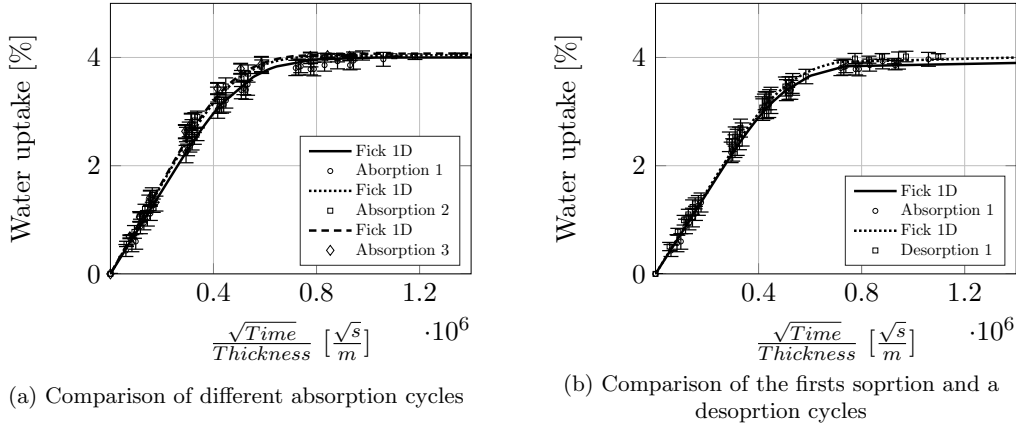 Water uptake [%]
4
2
0
Fick 1D
Aborption 1
Fick 1D
Absorption 2
Fick 1D
Absorption 3
0.4 0.8 1.2
·10^6
√Time/Thickness [√s/m]
(a) Comparison of different absorption cycles
Water uptake [%]
4
2
0
Fick 1D
Absorption 1
Fick 1D
Desorption 1
0.4 0.8 1.2
·10^6
√Time/Thickness [√s/m]
(b) Comparison of the firsts soprtion and a
desoprtion cycles